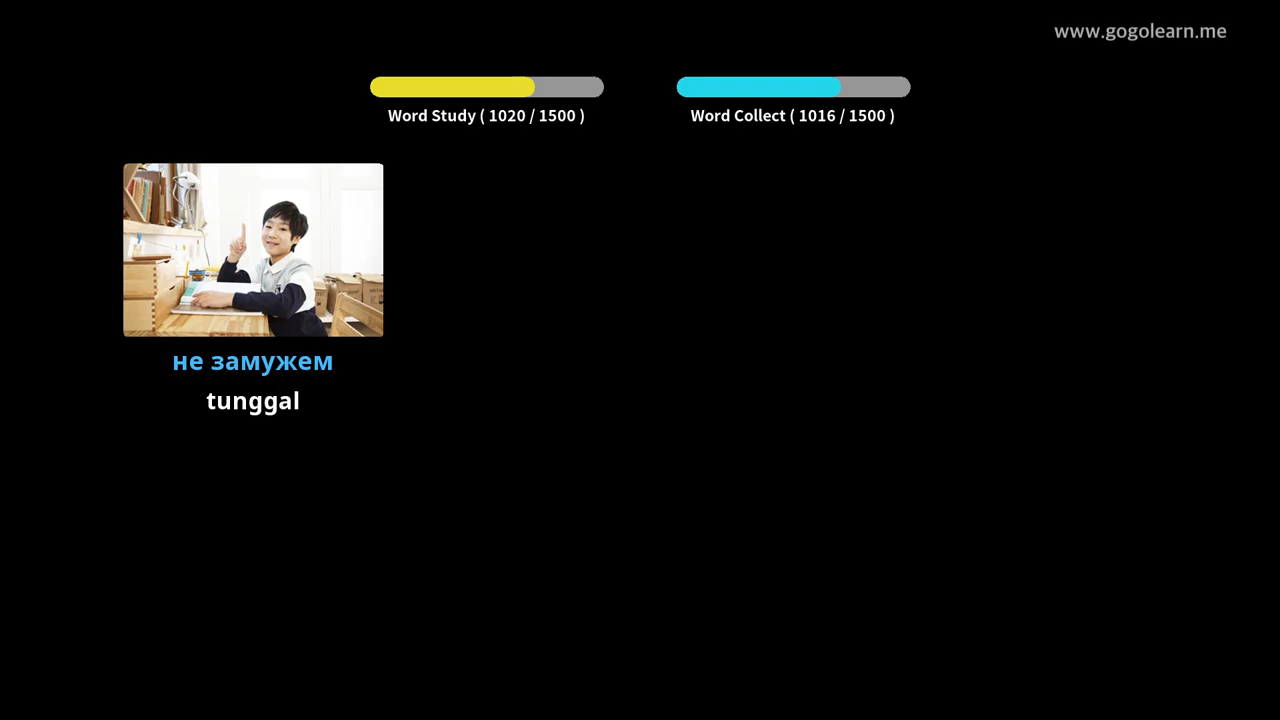 www.gogolearn.me
Word Study ( 1020 / 1500 )
Word Collect ( 1016 / 1500 )
не замужем
tunggal